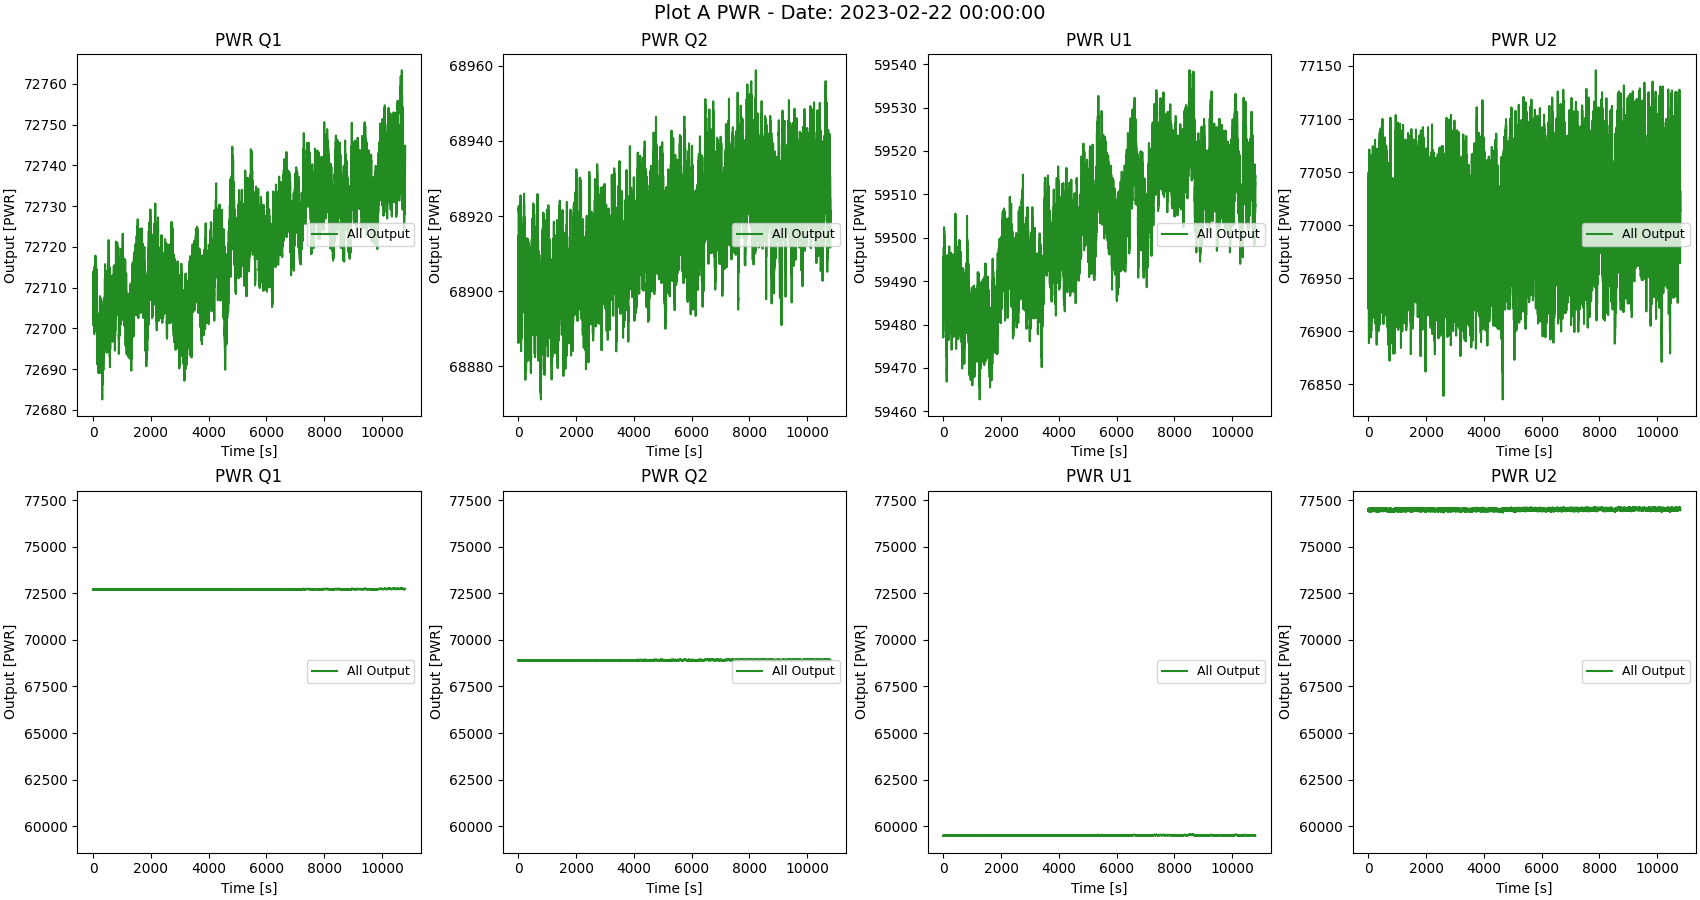 Plot A PWR - Date: 2023-02-22 00:00:00
PWR Q1
Output [PWR]
72760
72750
72740
72730
72720
72710
72700
72690
72680
All Output
0 2000 4000 6000 8000 10000
Time [s]
PWR Q2
Output [PWR]
68960
68940
68920
68900
68880
All Output
0 2000 4000 6000 8000 10000
Time [s]
PWR U1
Output [PWR]
59540
59530
59520
59510
59500
59490
59480
59470
59460
All Output
0 2000 4000 6000 8000 10000
Time [s]
PWR U2
Output [PWR]
77150
77100
77050
77000
76950
76900
76850
All Output
0 2000 4000 6000 8000 10000
Time [s]
PWR Q1
Output [PWR]
77500
75000
72500
70000
67500
65000
62500
60000
All Output
0 2000 4000 6000 8000 10000
Time [s]
PWR Q2
Output [PWR]
77500
75000
72500
70000
67500
65000
62500
60000
All Output
0 2000 4000 6000 8000 10000
Time [s]
PWR U1
Output [PWR]
77500
75000
72500
70000
67500
65000
62500
60000
All Output
0 2000 4000 6000 8000 10000
Time [s]
PWR U2
Output [PWR]
77500
75000
72500
70000
67500
65000
62500
60000
All Output
0 2000 4000 6000 8000 10000
Time [s]